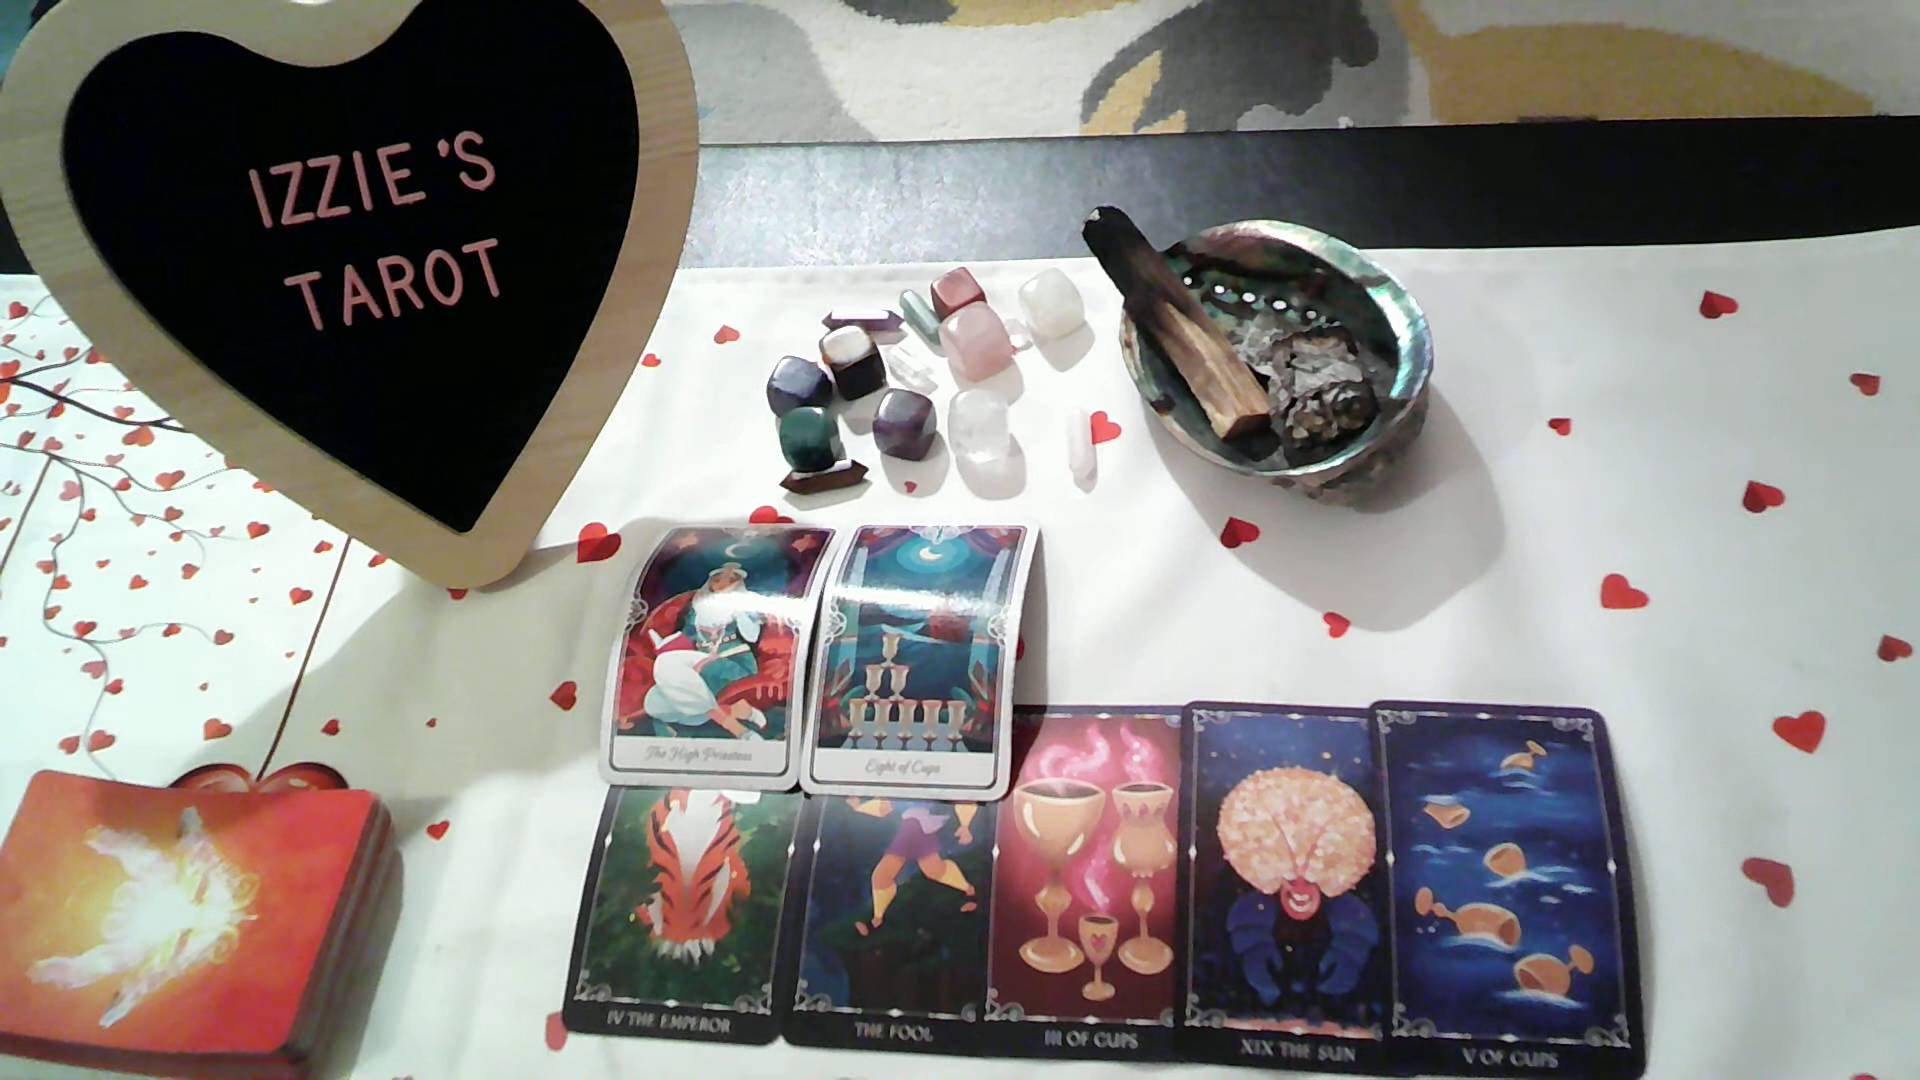 IZZIE'S
TAROT
The High Priestess
Eight of Cups
IV THE EMPEROR
THE FOOL
III OF CUPS
XIX THE SUN
V OF CUPS